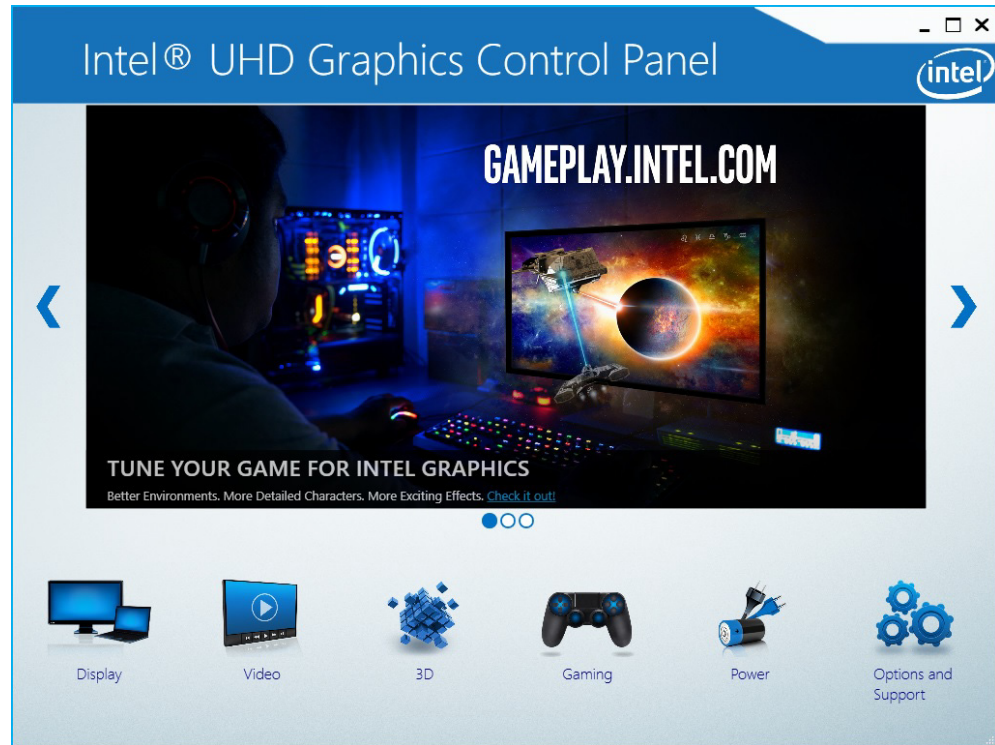 Intel® UHD Graphics Control Panel
intel
GAMEPLAY.INTEL.COM
TUNE YOUR GAME FOR INTEL GRAPHICS
Better Environments. More Detailed Characters. More Exciting Effects. Check it out!
Display
Video
3D
Gaming
Power
Options and
Support